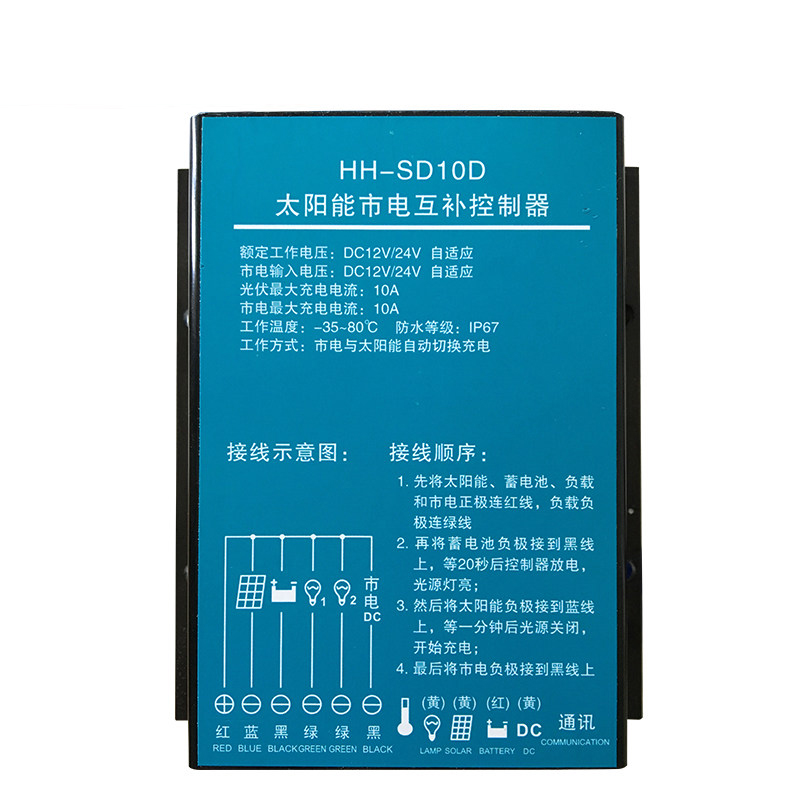 HH-SD10D
太阳能市电互补控制器
额定工作电压：DC12V/24V 自适应
市电输入电压：DC12V/24V 自适应
光伏最大充电电流：10A
市电最大充电电流：10A
工作温度：-35~80℃ 防水等级：IP67
工作方式：市电与太阳能自动切换充电
接线示意图：
市电 DC
1
2
红 蓝 黑 绿 绿 黑
RED BLUE BLACK GREEN GREEN BLACK
接线顺序：
1. 先将太阳能、蓄电池、负载
和市电正极连红线，负载负
极连绿线
2. 再将蓄电池负极接到黑线
上，等20秒后控制器放电，
光源灯亮；
3. 然后将太阳能负极接到蓝线
上，等一分钟后光源关闭，
开始充电；
4. 最后将市电负极接到黑线上
(黄) (黄) (红) (黄)
DC 通讯
LAMP SOLAR BATTERY DC COMMUNICATION